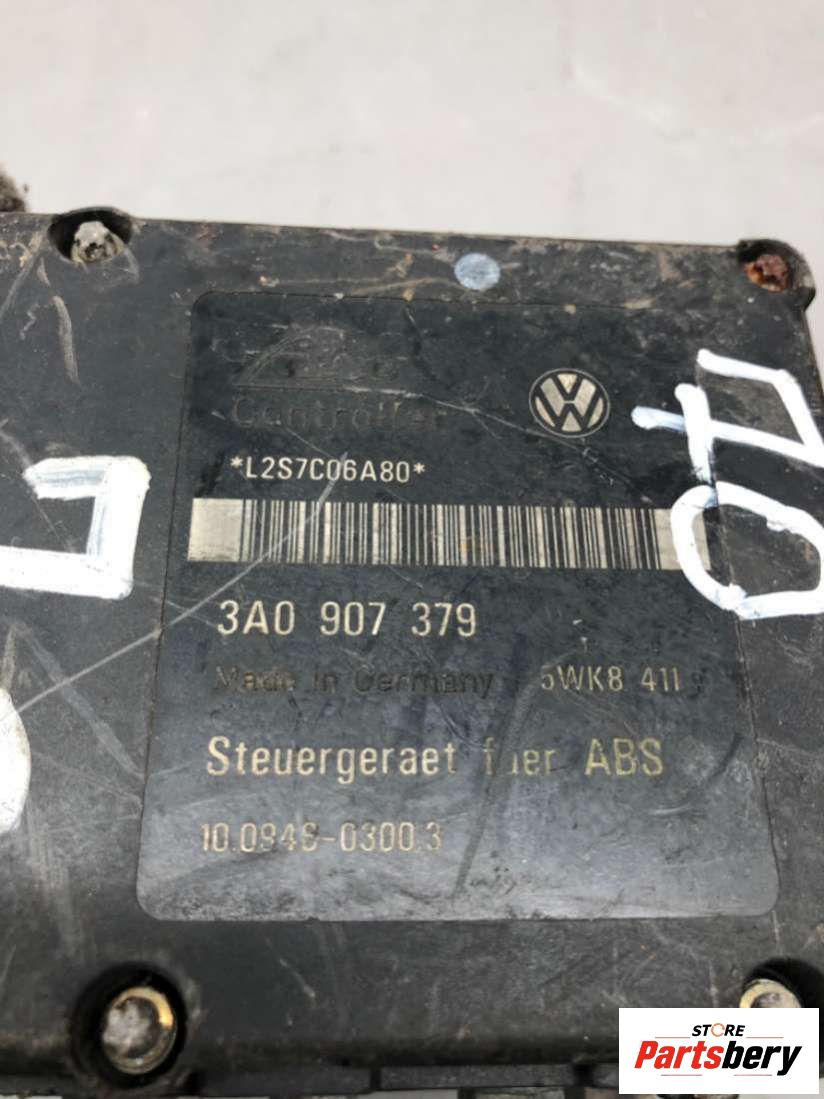 Controller
*L2S7C06A80*
3A0 907 379
Made in Germany 5WK8 411
Steuergeraet fuer ABS
10.0946-0300.3
STORE
Partsbery